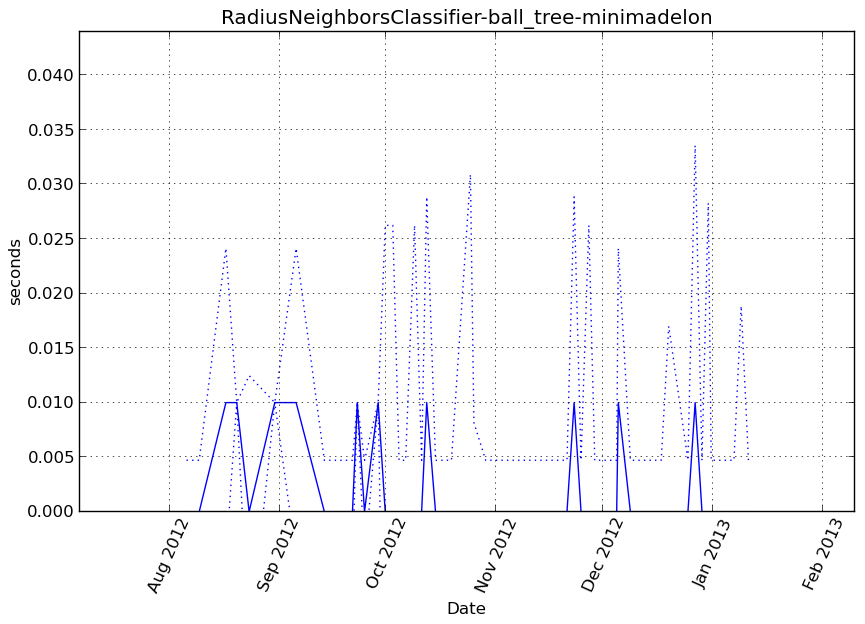 RadiusNeighborsClassifier-ball_tree-minimadelon
0.040
0.035
0.030
0.025
0.020
0.015
0.010
0.005
0.000
seconds
Aug 2012
Sep 2012
Oct 2012
Nov 2012
Dec 2012
Jan 2013
Feb 2013
Date